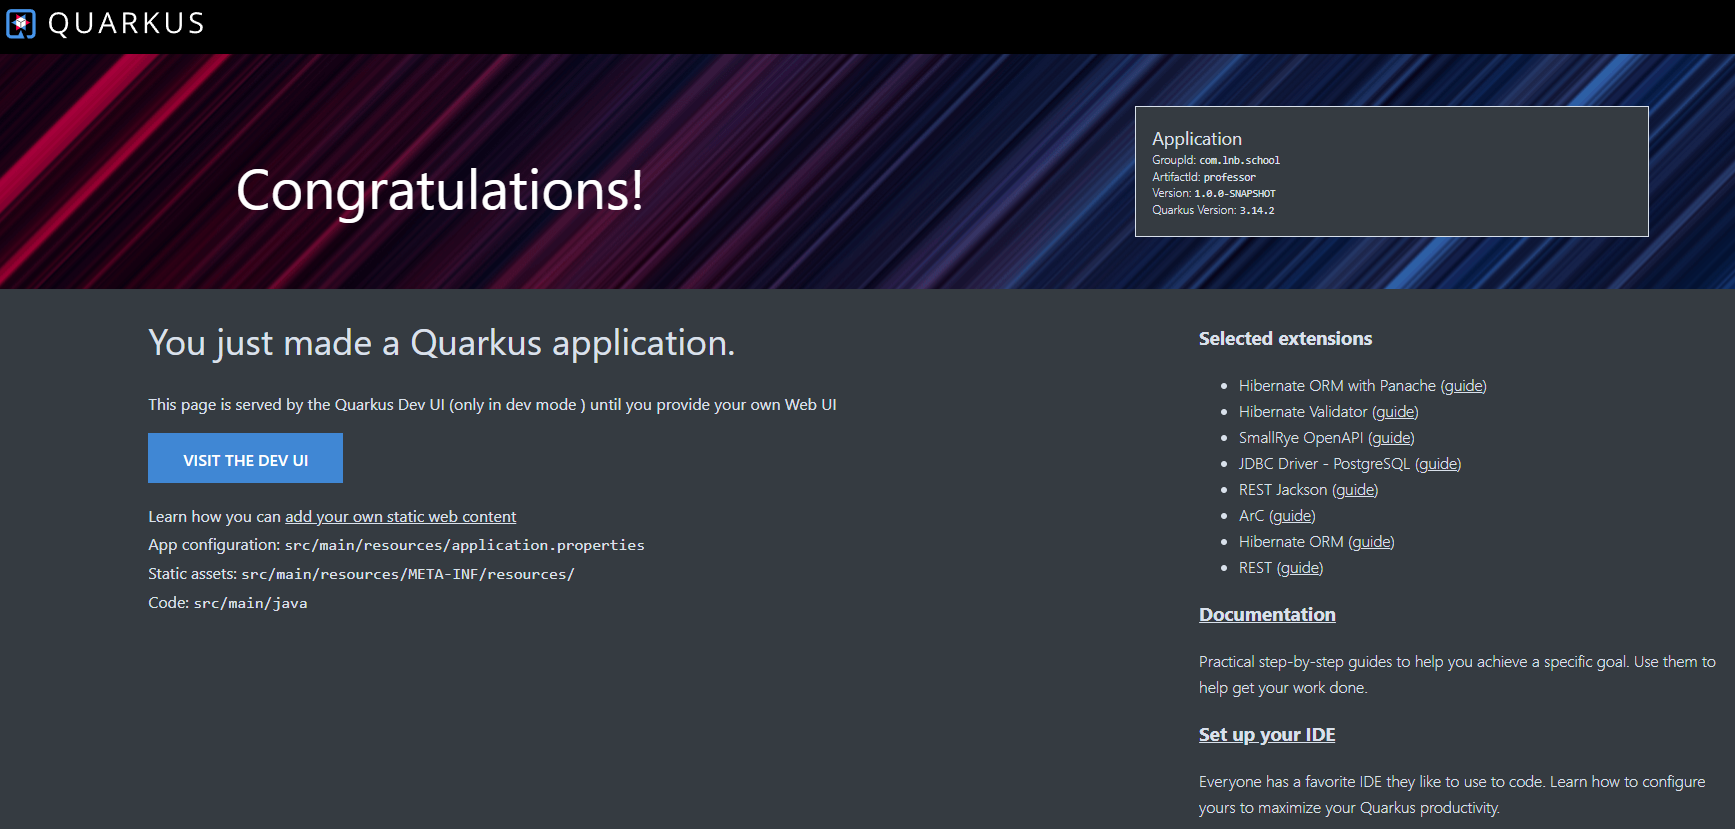 QUARKUS
Congratulations!
Application
GroupId: com.lnb.school
ArtifactId: professor
Version: 1.0.0-SNAPSHOT
Quarkus Version: 3.14.2
You just made a Quarkus application.
This page is served by the Quarkus Dev UI (only in dev mode ) until you provide your own Web UI
VISIT THE DEV UI
Learn how you can add your own static web content
App configuration: src/main/resources/application.properties
Static assets: src/main/resources/META-INF/resources/
Code: src/main/java
Selected extensions
• Hibernate ORM with Panache (guide)
• Hibernate Validator (guide)
• SmallRye OpenAPI (guide)
• JDBC Driver - PostgreSQL (guide)
• REST Jackson (guide)
• ArC (guide)
• Hibernate ORM (guide)
• REST (guide)
Documentation
Practical step-by-step guides to help you achieve a specific goal. Use them to
help get your work done.
Set up your IDE
Everyone has a favorite IDE they like to use to code. Learn how to configure
yours to maximize your Quarkus productivity.